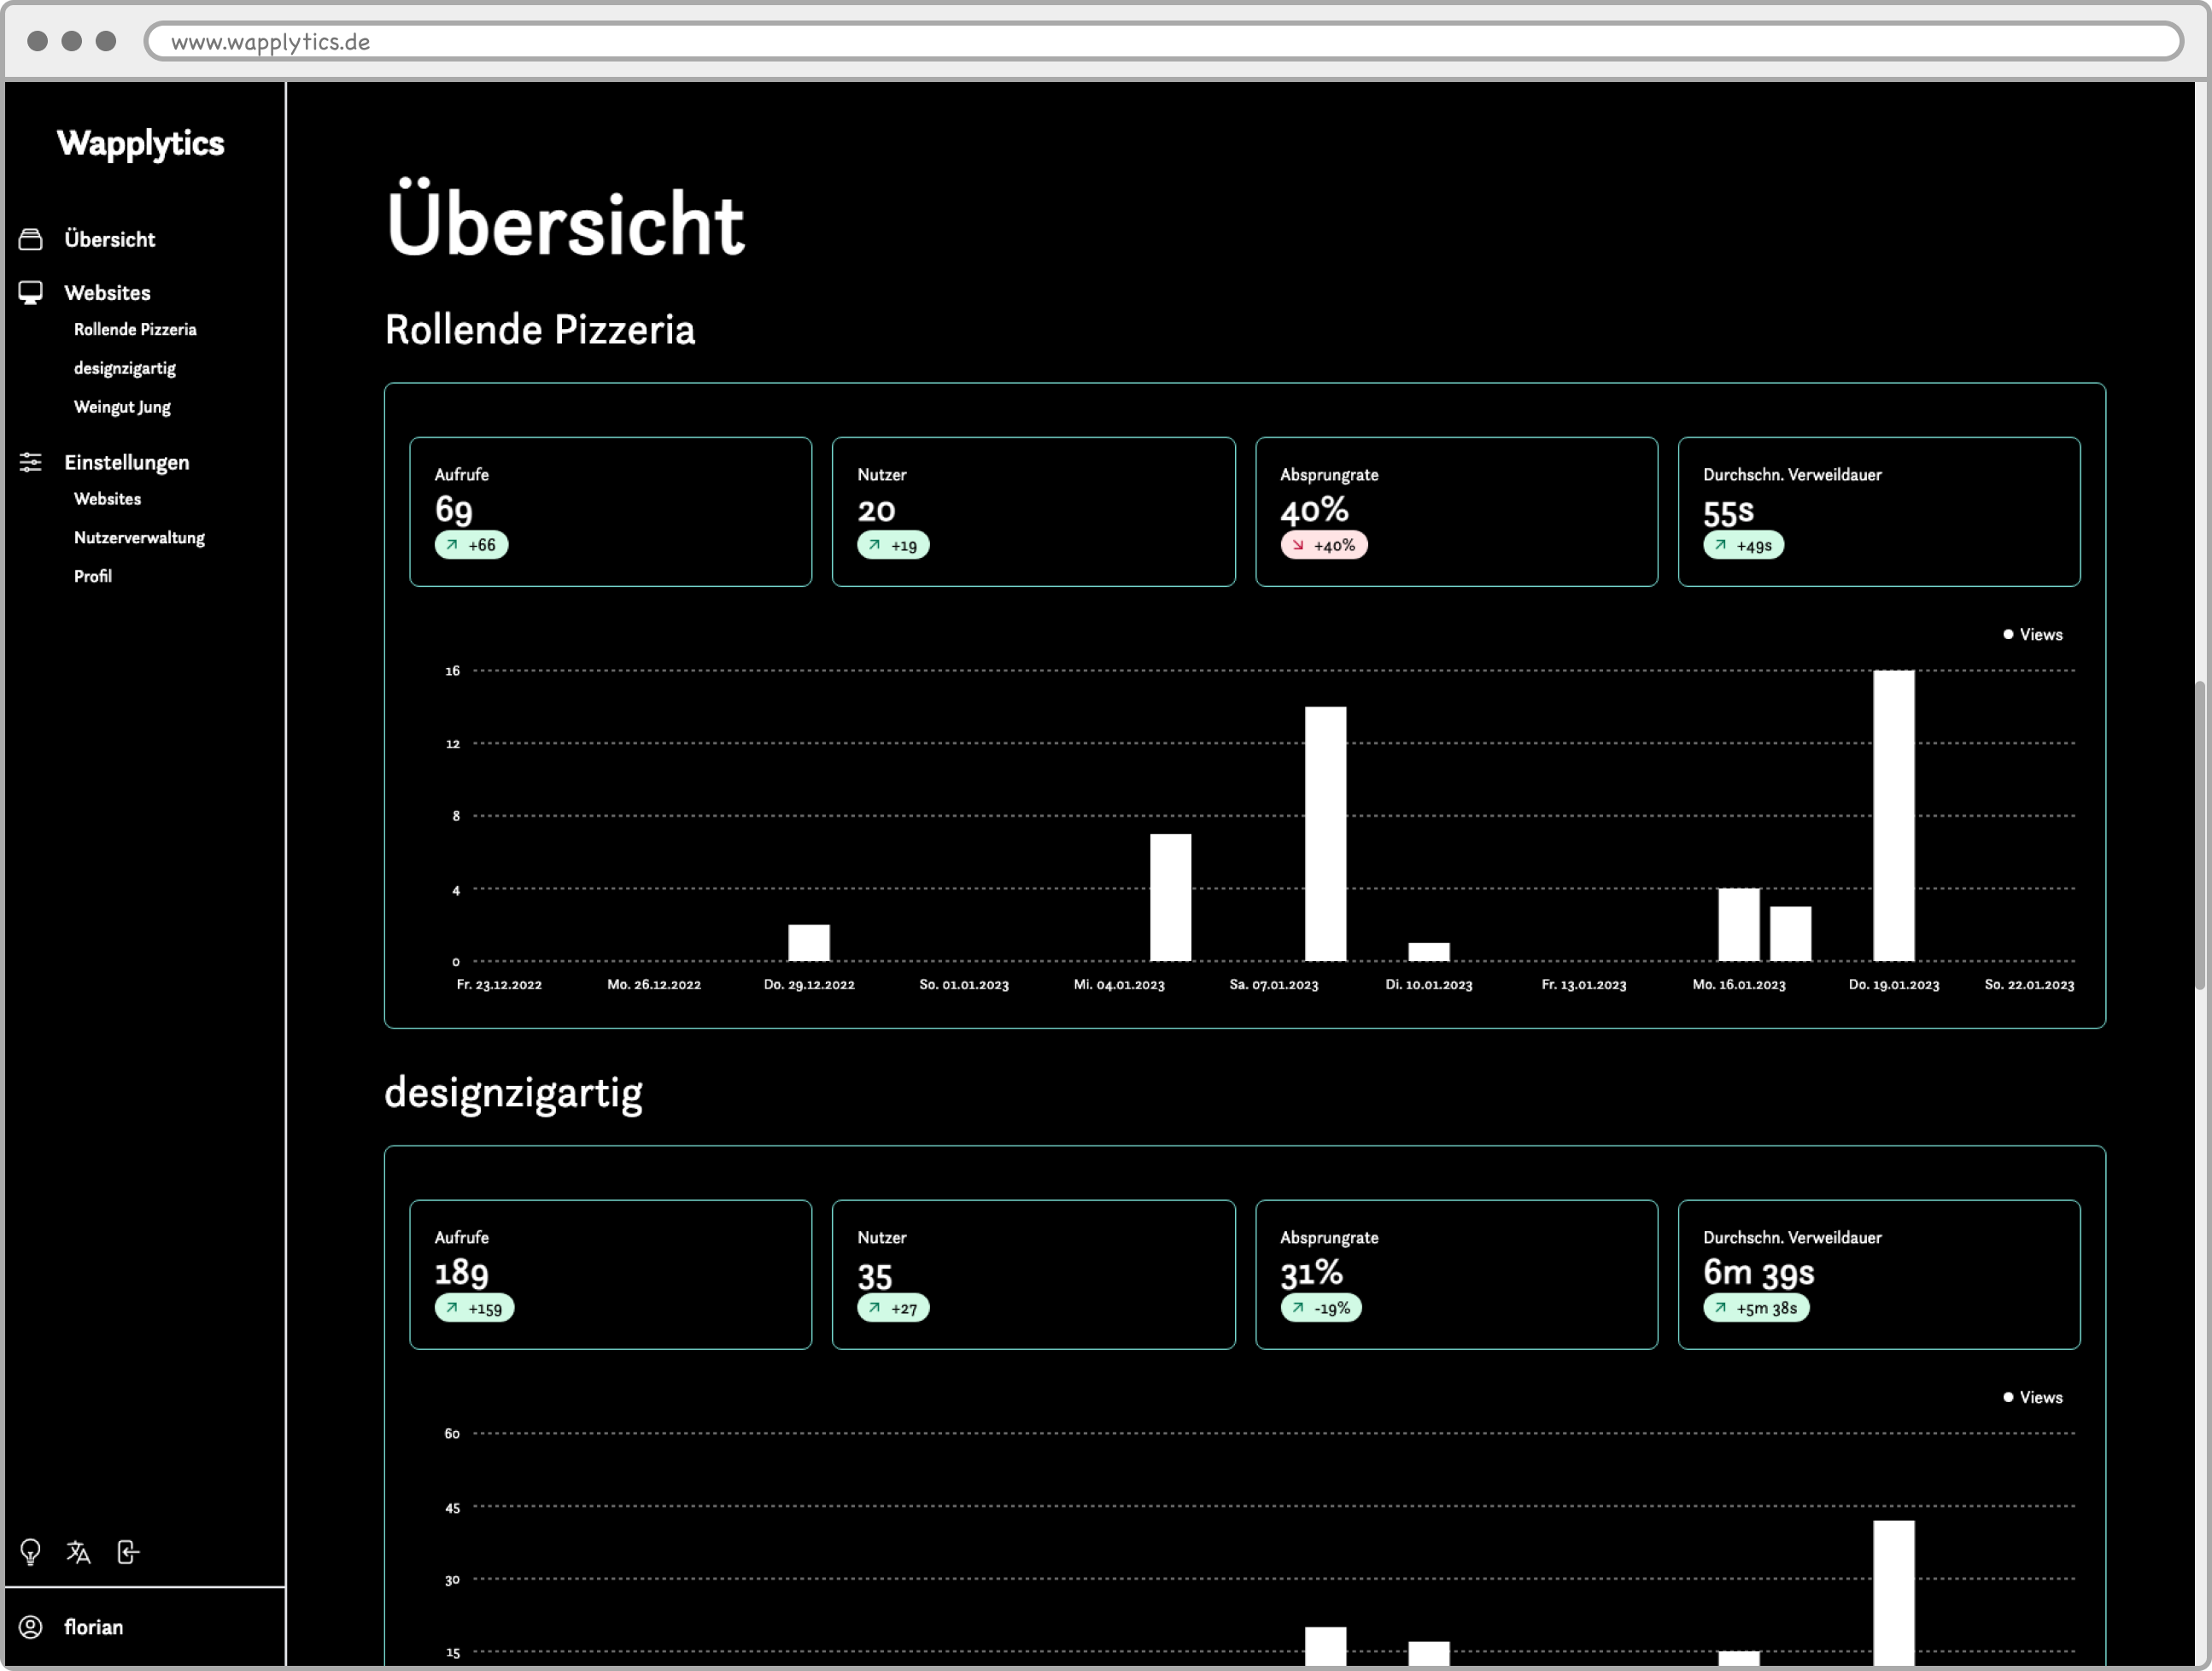 www.wapplytics.de
Wapplytics
Übersicht
Websites
Rollende Pizzeria
designzigartig
Weingut Jung
Einstellungen
Websites
Nutzerverwaltung
Profil
florian
Übersicht
Rollende Pizzeria
Aufrufe
69
+66
Nutzer
20
+19
Absprungrate
40%
+40%
Durchschn. Verweildauer
55s
+49s
Views
16
12
8
4
0
Fr. 23.12.2022 Mo. 26.12.2022 Do. 29.12.2022 So. 01.01.2023 Mi. 04.01.2023 Sa. 07.01.2023 Di. 10.01.2023 Fr. 13.01.2023 Mo. 16.01.2023 Do. 19.01.2023 So. 22.01.2023
designzigartig
Aufrufe
189
+159
Nutzer
35
+27
Absprungrate
31%
-19%
Durchschn. Verweildauer
6m 39s
+5m 38s
Views
60
45
30
15